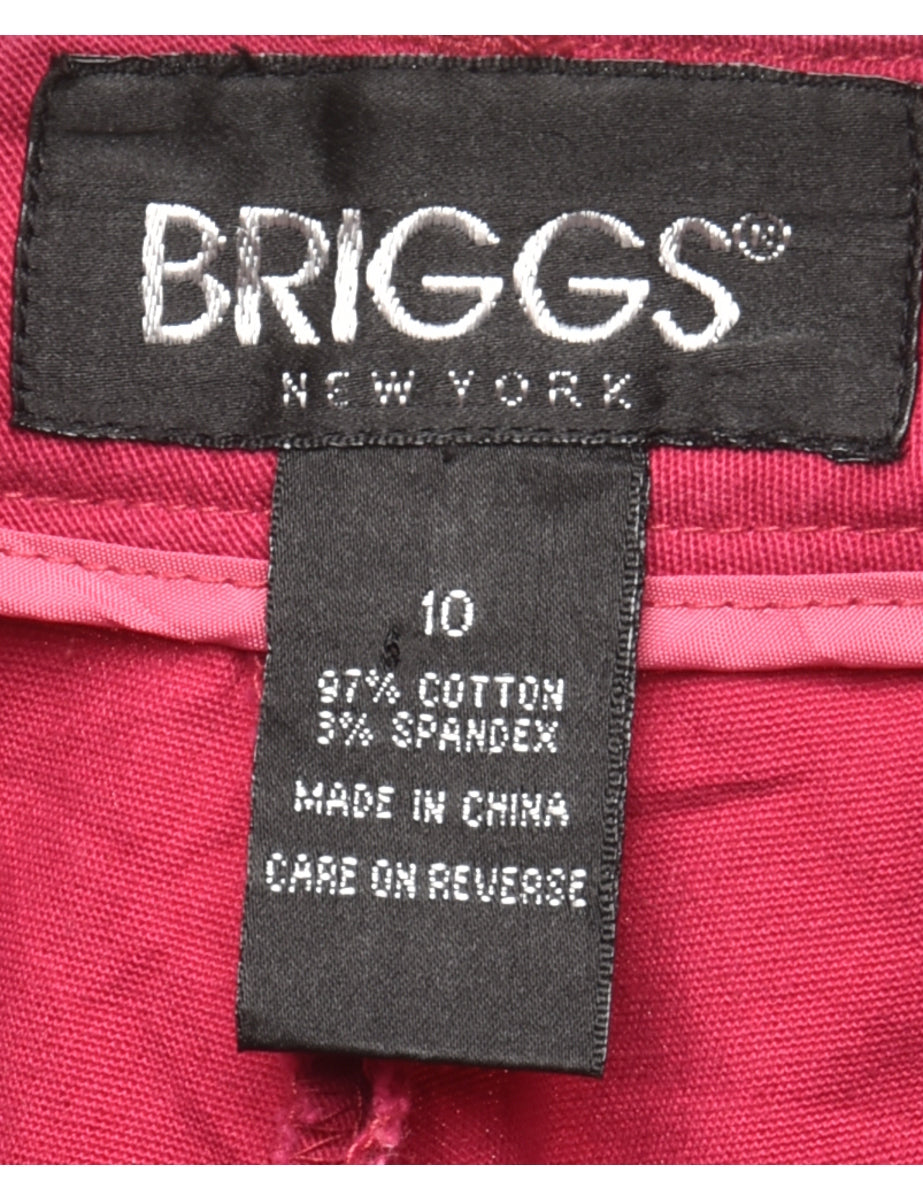 BRIGGS®
NEW YORK
10
97% COTTON
3% SPANDEX
MADE IN CHINA
CARE ON REVERSE